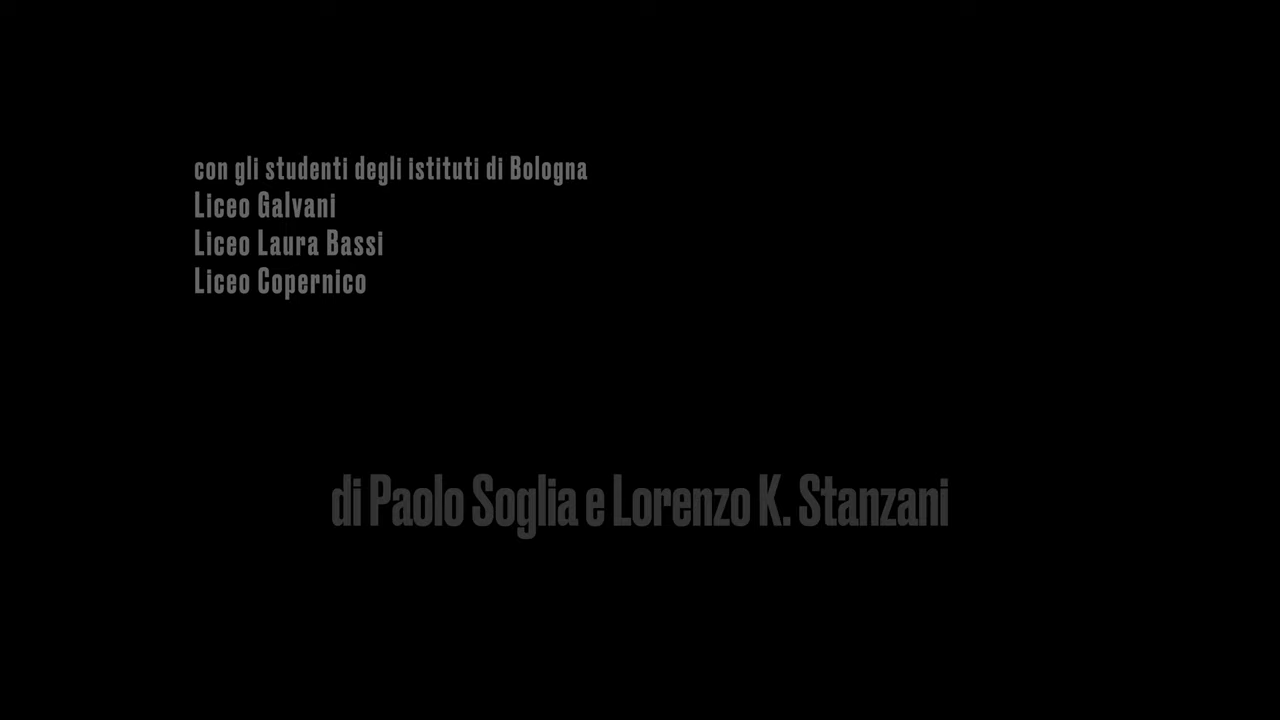 con gli studenti degli istituti di Bologna
Liceo Galvani
Liceo Laura Bassi
Liceo Copernico
di Paolo Soglia e Lorenzo K. Stanzani